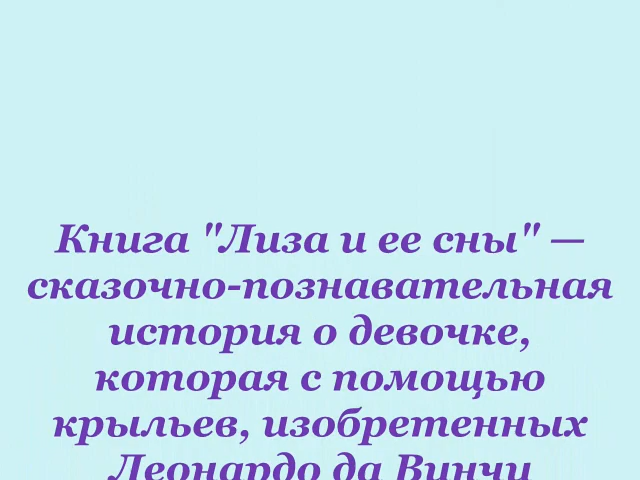 Книга "Лиза и ее сны" —
сказочно-познавательная
история о девочке,
которая с помощью
крыльев, изобретенных
Леонардо да Винчи